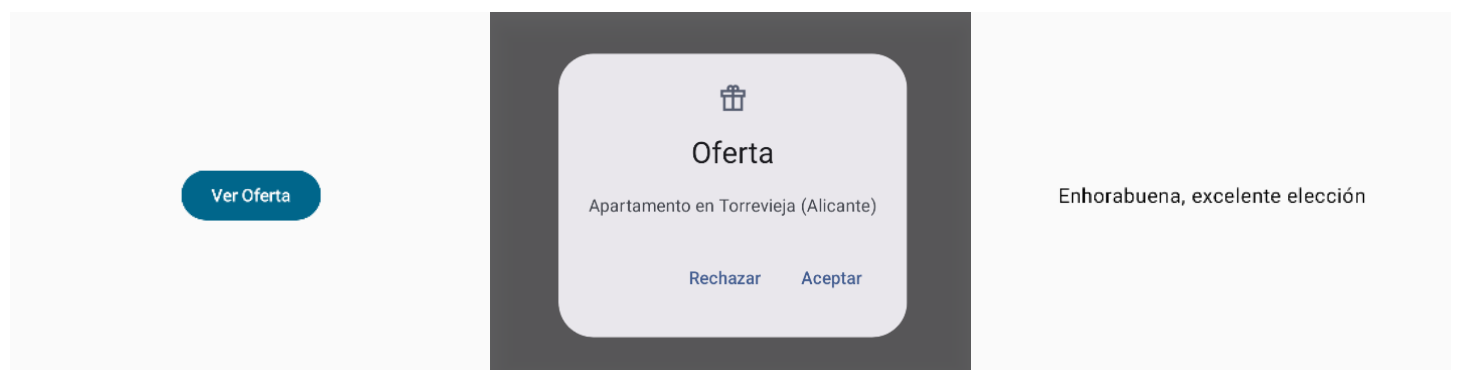 Ver Oferta
Oferta
Apartamento en Torrevieja (Alicante)
Rechazar Aceptar
Enhorabuena, excelente elección